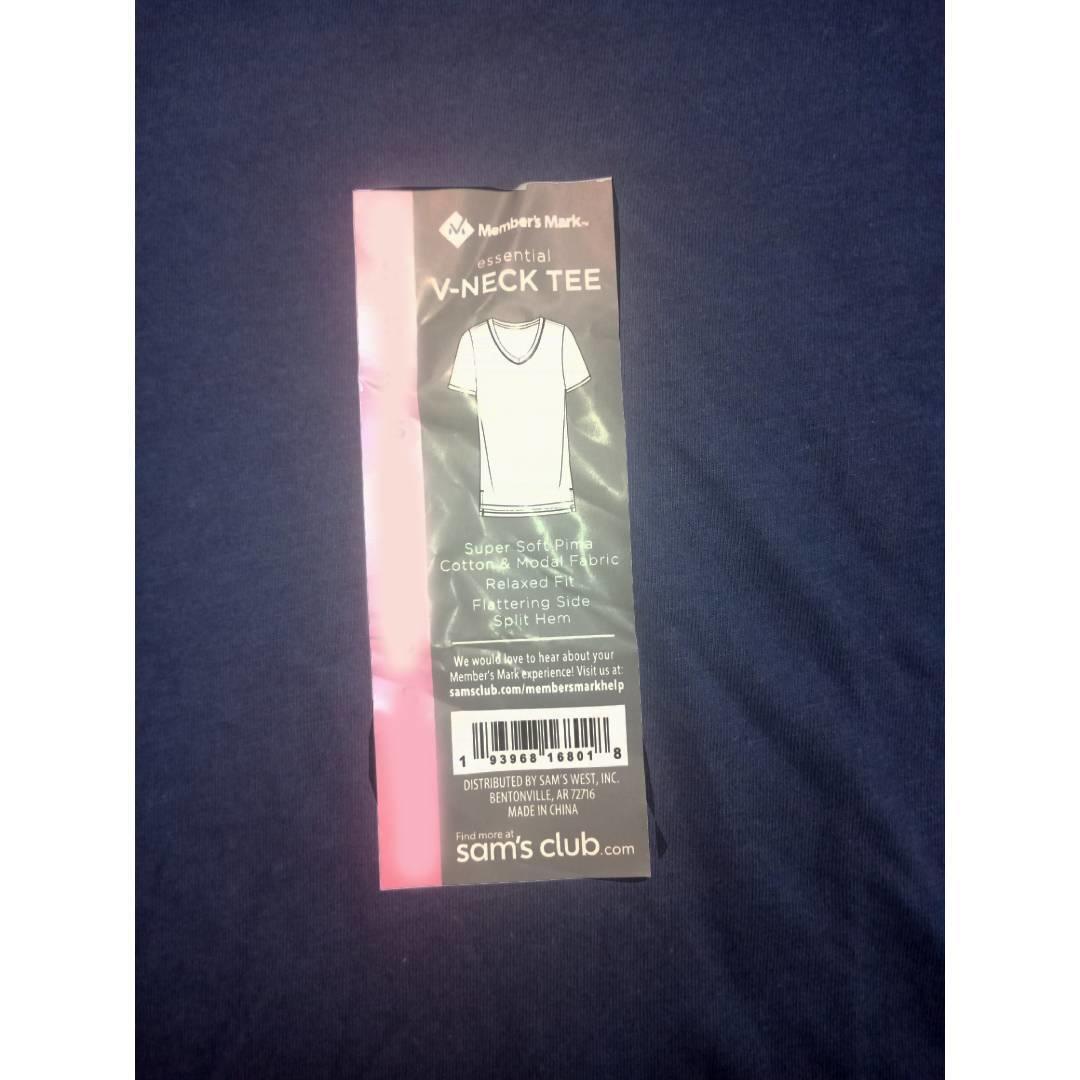 Member's Mark™
essential
V-NECK TEE
Super Soft Pima
Cotton & Modal Fabric
Relaxed Fit
Flattering Side
Split Hem
We would love to hear about your
Member's Mark experience! Visit us at:
samsclub.com/membersmarkhelp
1 93968 16801 8
DISTRIBUTED BY SAM'S WEST, INC.
BENTONVILLE, AR 72716
MADE IN CHINA
Find more at
sam's club.com